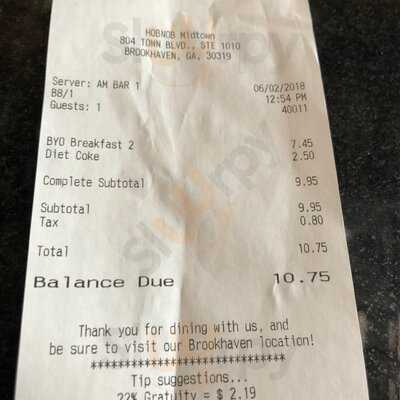 HOBNOB Midtown
804 TOWN BLVD., STE 1010
BROOKHAVEN, GA, 30319
Server: AM BAR 1 06/02/2018
B8/1 12:54 PM
Guests: 1 40011
BYO Breakfast 2 7.45
Diet Coke 2.50
Complete Subtotal 9.95
Subtotal 9.95
Tax 0.80
Total 10.75
Balance Due 10.75
Thank you for dining with us, and
be sure to visit our Brookhaven location!
*****************************
Tip suggestions...
22% Gratuity = $ 2.19
Slurpy